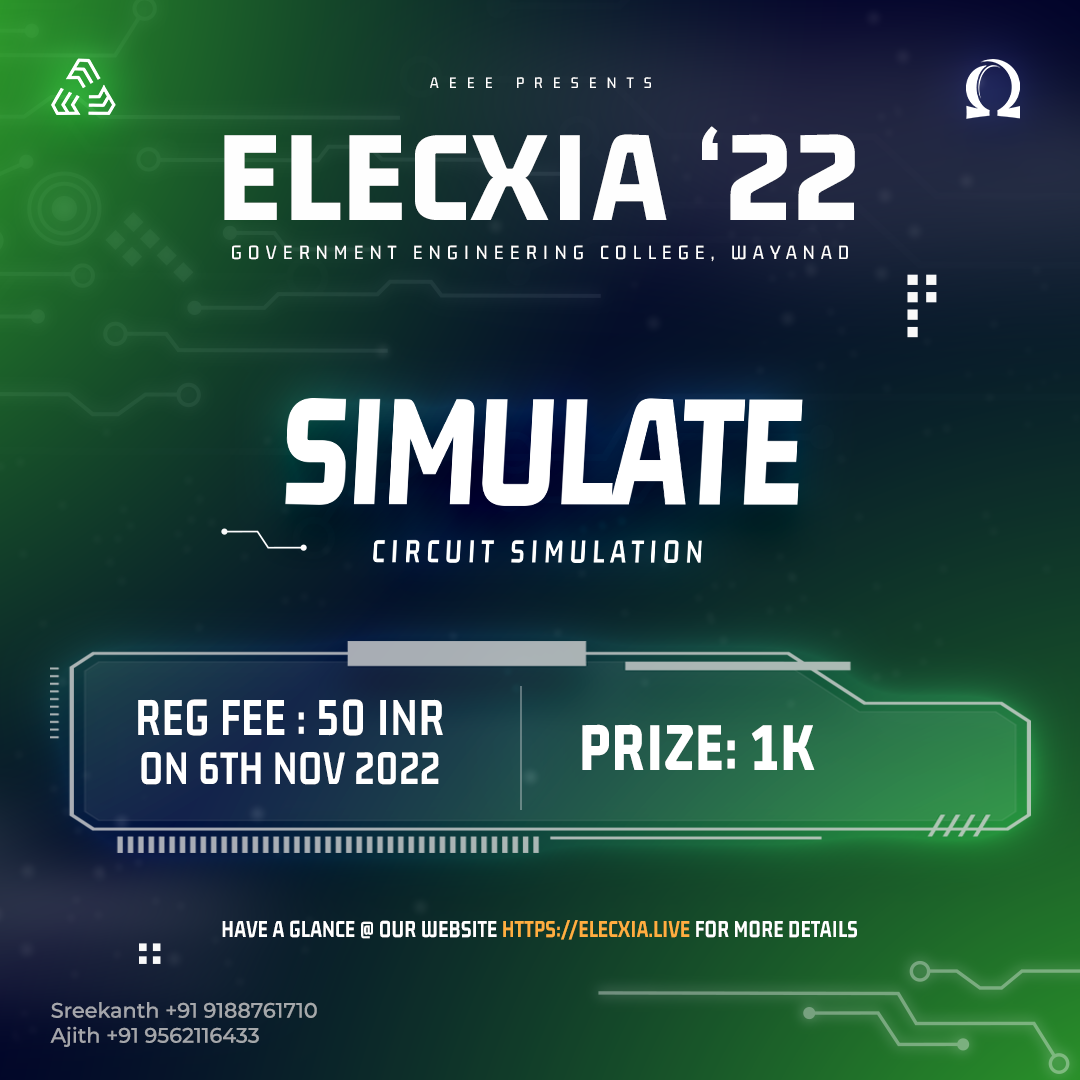 AEEE PRESENTS
ELECXIA ‘22
GOVERNMENT ENGINEERING COLLEGE, WAYANAD
SIMULATE
CIRCUIT SIMULATION
REG FEE : 50 INR
ON 6TH NOV 2022
PRIZE: 1K
HAVE A GLANCE @ OUR WEBSITE HTTPS://ELECXIA.LIVE FOR MORE DETAILS
Sreekanth +91 9188761710
Ajith +91 9562116433